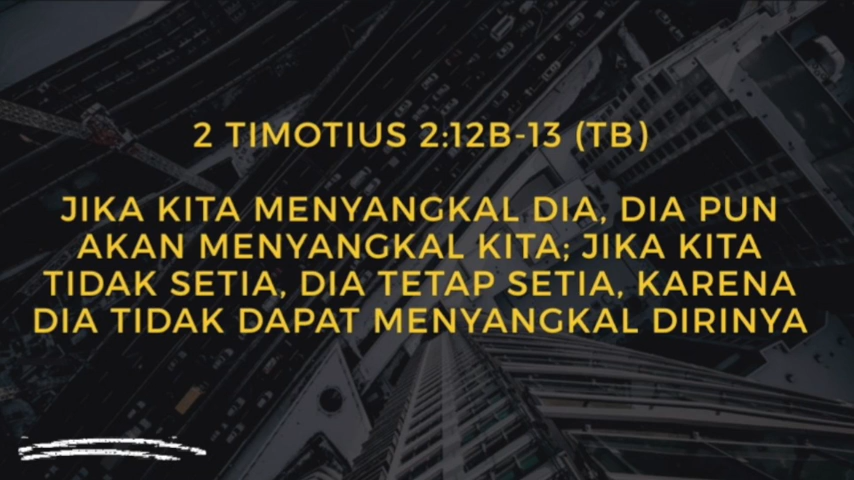 2 TIMOTIUS 2:12B-13 (TB)
JIKA KITA MENYANGKAL DIA, DIA PUN
AKAN MENYANGKAL KITA; JIKA KITA
TIDAK SETIA, DIA TETAP SETIA, KARENA
DIA TIDAK DAPAT MENYANGKAL DIRINYA